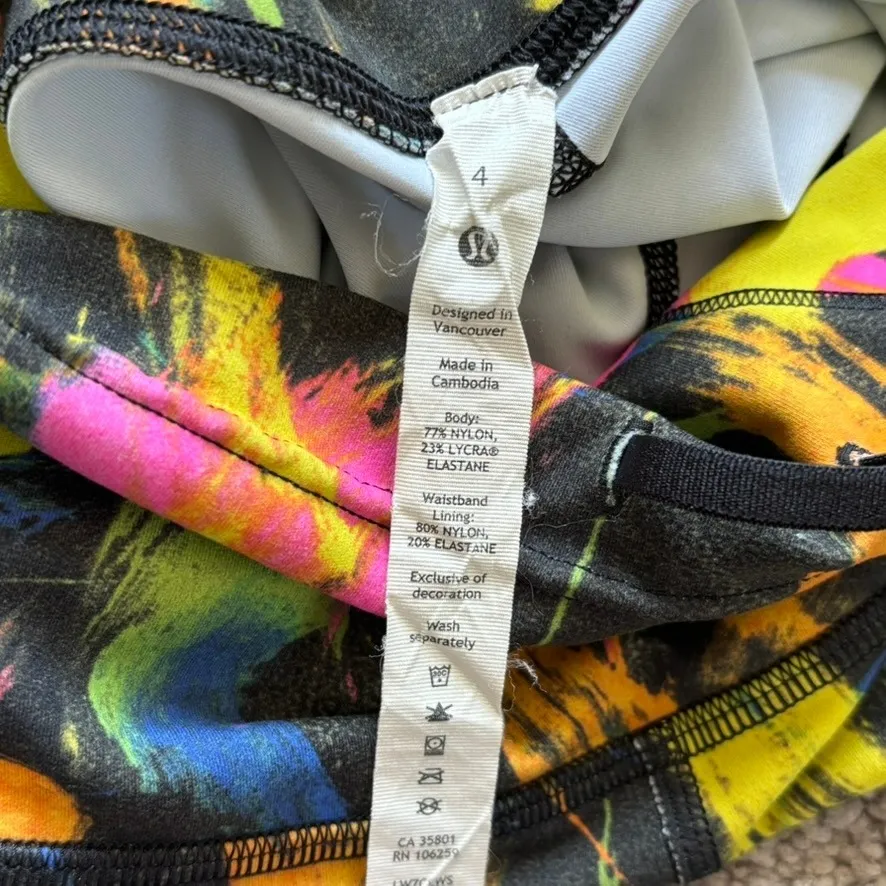 4
Designed in
Vancouver
Made in
Cambodia
Body:
77% NYLON,
23% LYCRA®
ELASTANE
Waistband
Lining:
80% NYLON,
20% ELASTANE
Exclusive of
decoration
Wash
separately
CA 35801
RN 106259